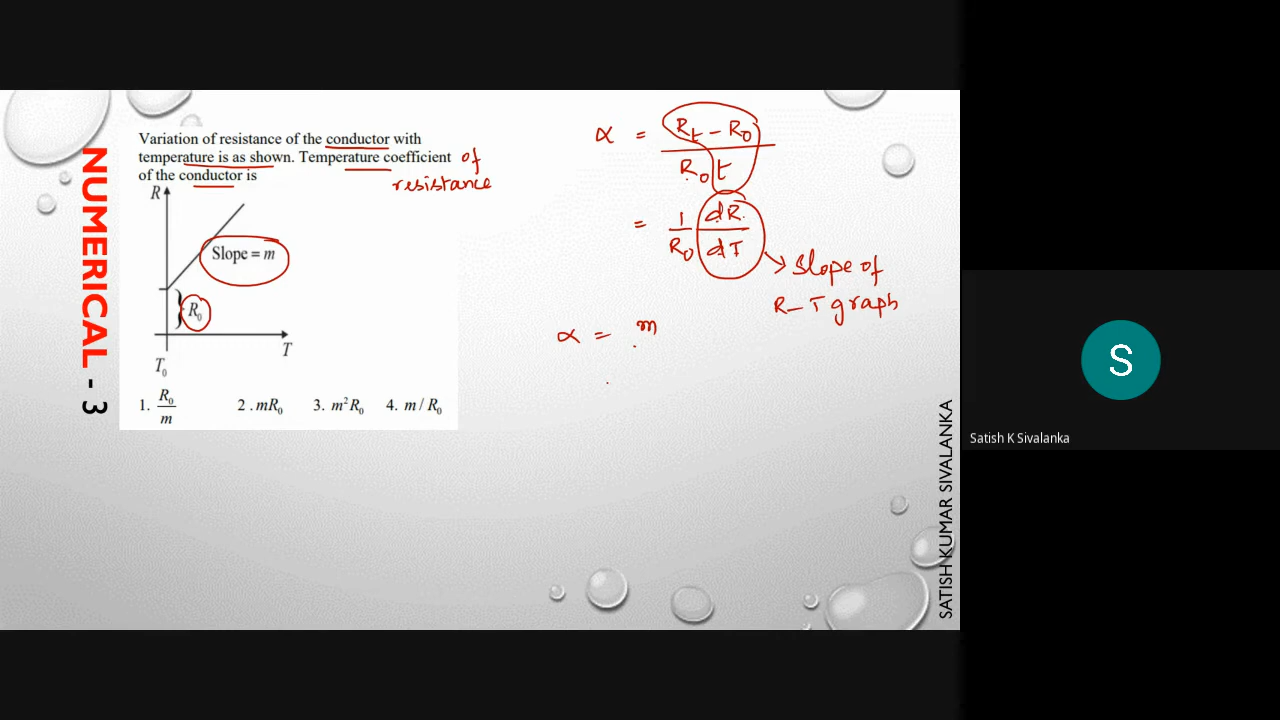 NUMERICAL - 3
Variation of resistance of the conductor with
temperature is as shown. Temperature coefficient of
resistance
of the conductor is
R
Slope = m
R₀
T
T₀
1. R₀/m 2 . mR₀ 3. m²R₀ 4. m / R₀
α = (Rt – R₀)/(R₀ t)
= 1/R₀ dR/dT
→ Slope of
R – T graph
α = m
SATISH KUMAR SIVALANKA
S
Satish K Sivalanka